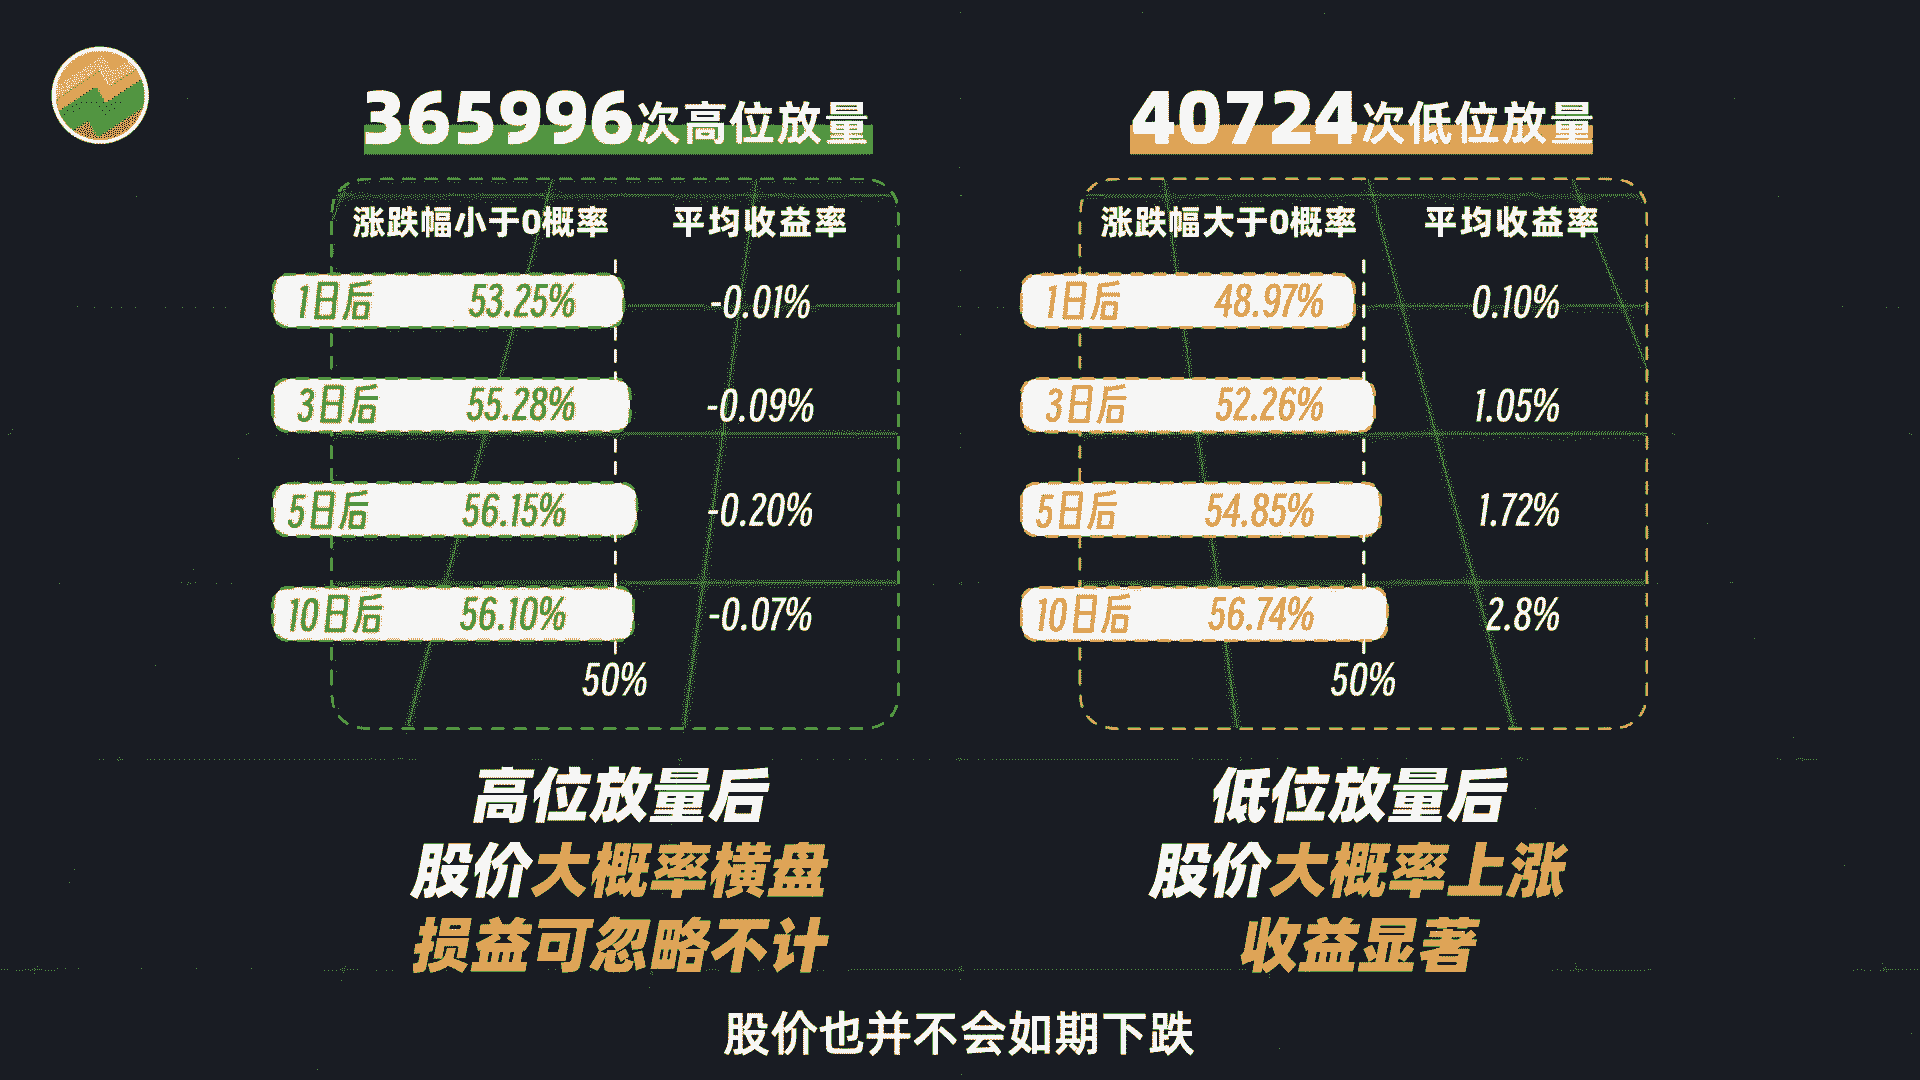 365996次高位放量
涨跌幅小于0概率 平均收益率
1日后 53.25% -0.01%
3日后 55.28% -0.09%
5日后 56.15% -0.20%
10日后 56.10% -0.07%
50%
高位放量后
股价大概率横盘
损益可忽略不计
40724次低位放量
涨跌幅大于0概率 平均收益率
1日后 48.97% 0.10%
3日后 52.26% 1.05%
5日后 54.85% 1.72%
10日后 56.74% 2.8%
50%
低位放量后
股价大概率上涨
收益显著
股价也并不会如期下跌